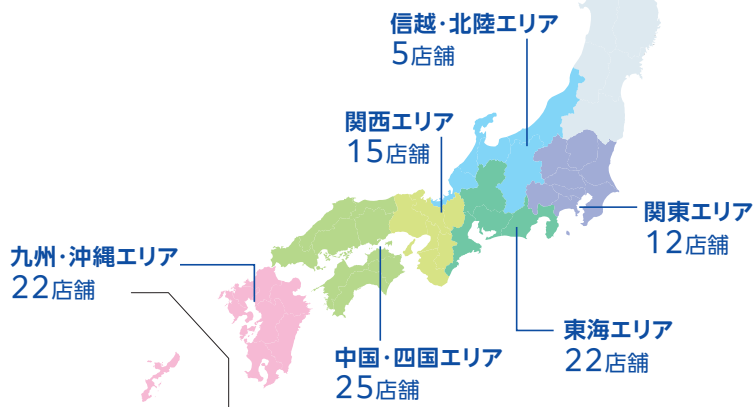 信越・北陸エリア
5店舗
関西エリア
15店舗
関東エリア
12店舗
九州・沖縄エリア
22店舗
東海エリア
22店舗
中国・四国エリア
25店舗